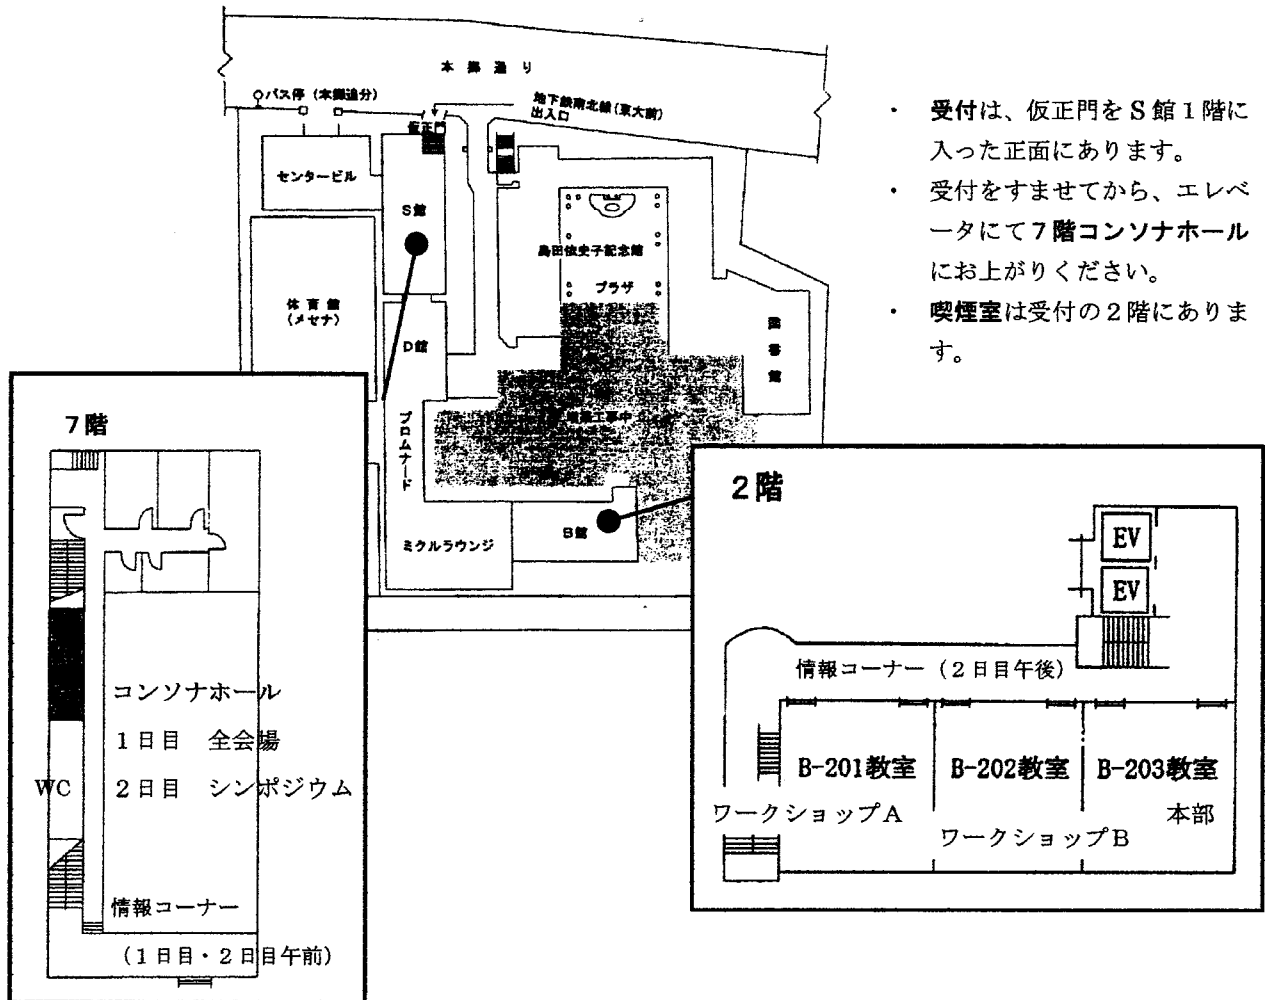 本郷通り
バス停（本郷追分）
地下鉄南北線（東大前）
出入口
仮正門
センタービル
S館
島田依史子記念館
プラザ
体育館
（メセナ）
D館
図書館
増築工事中
プロムナード
ミクルラウンジ
B館
・ 受付は、仮正門をS館1階に
入った正面にあります。
・ 受付をすませてから、エレベ
ータにて7階コンソナホール
にお上がりください。
・ 喫煙室は受付の2階にありま
す。
7階
コンソナホール
1日目 全会場
2日目 シンポジウム
WC
情報コーナー
（1日目・2日目午前）
2階
EV
EV
情報コーナー（2日目午後）
B-201教室 B-202教室 B-203教室
ワークショップA
ワークショップB
本部